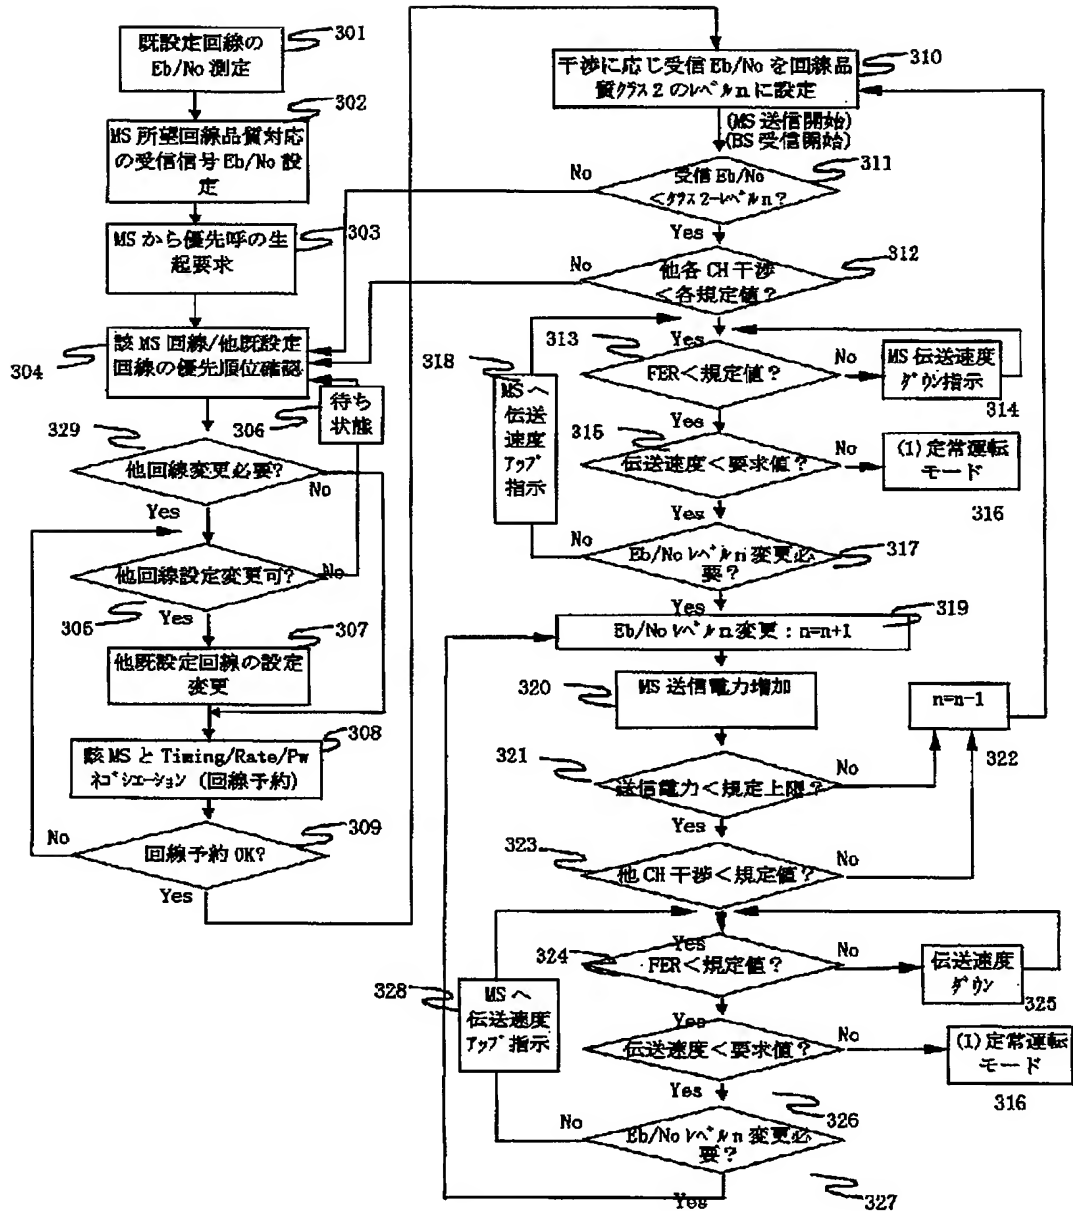 既設定回線の
Eb/No 測定
301
302
MS 所望回線品質対応
の受信信号 Eb/No 設
定
MS から優先呼の生
起要求
303
該 MS 回線/他既設定
回線の優先順位確認
304
待ち
状態
306
329
他回線変更必要?
No
Yes
他回線設定変更可?
No
305
Yes
307
他既設定回線の設定
変更
308
該 MS と Timing/Rate/Pw
ネゴシエーション (回線予約)
309
No
回線予約 OK?
Yes
干渉に応じ受信 Eb/No を回線品
質クラス 2 のレベル n に設定
310
(MS 送信開始)
(BS 受信開始)
No
受信 Eb/No
<クラス 2-レベル n?
311
Yes
No
他各 CH 干渉
<各規定値?
312
Yes
313
318
FER<規定値?
No
MS 伝送速度
ダウン指示
314
MS へ
伝送
速度
アップ
指示
Yes
315
伝送速度<要求値?
No
(1) 定常運転
モード
316
Yes
No
Eb/No レベル n 変更必
要?
317
Yes
319
Eb/No レベル n 変更 : n=n+1
320
MS 送信電力増加
n=n-1
322
321
送信電力<規定上限?
No
Yes
323
他 CH 干渉<規定値?
No
Yes
324
FER<規定値?
No
伝送速度
ダウン
325
328
MS へ
伝送速度
アップ指示
Yes
伝送速度<要求値?
No
(1) 定常運転
モード
316
Yes
326
No
Eb/No レベル n 変更必
要?
327
Yes